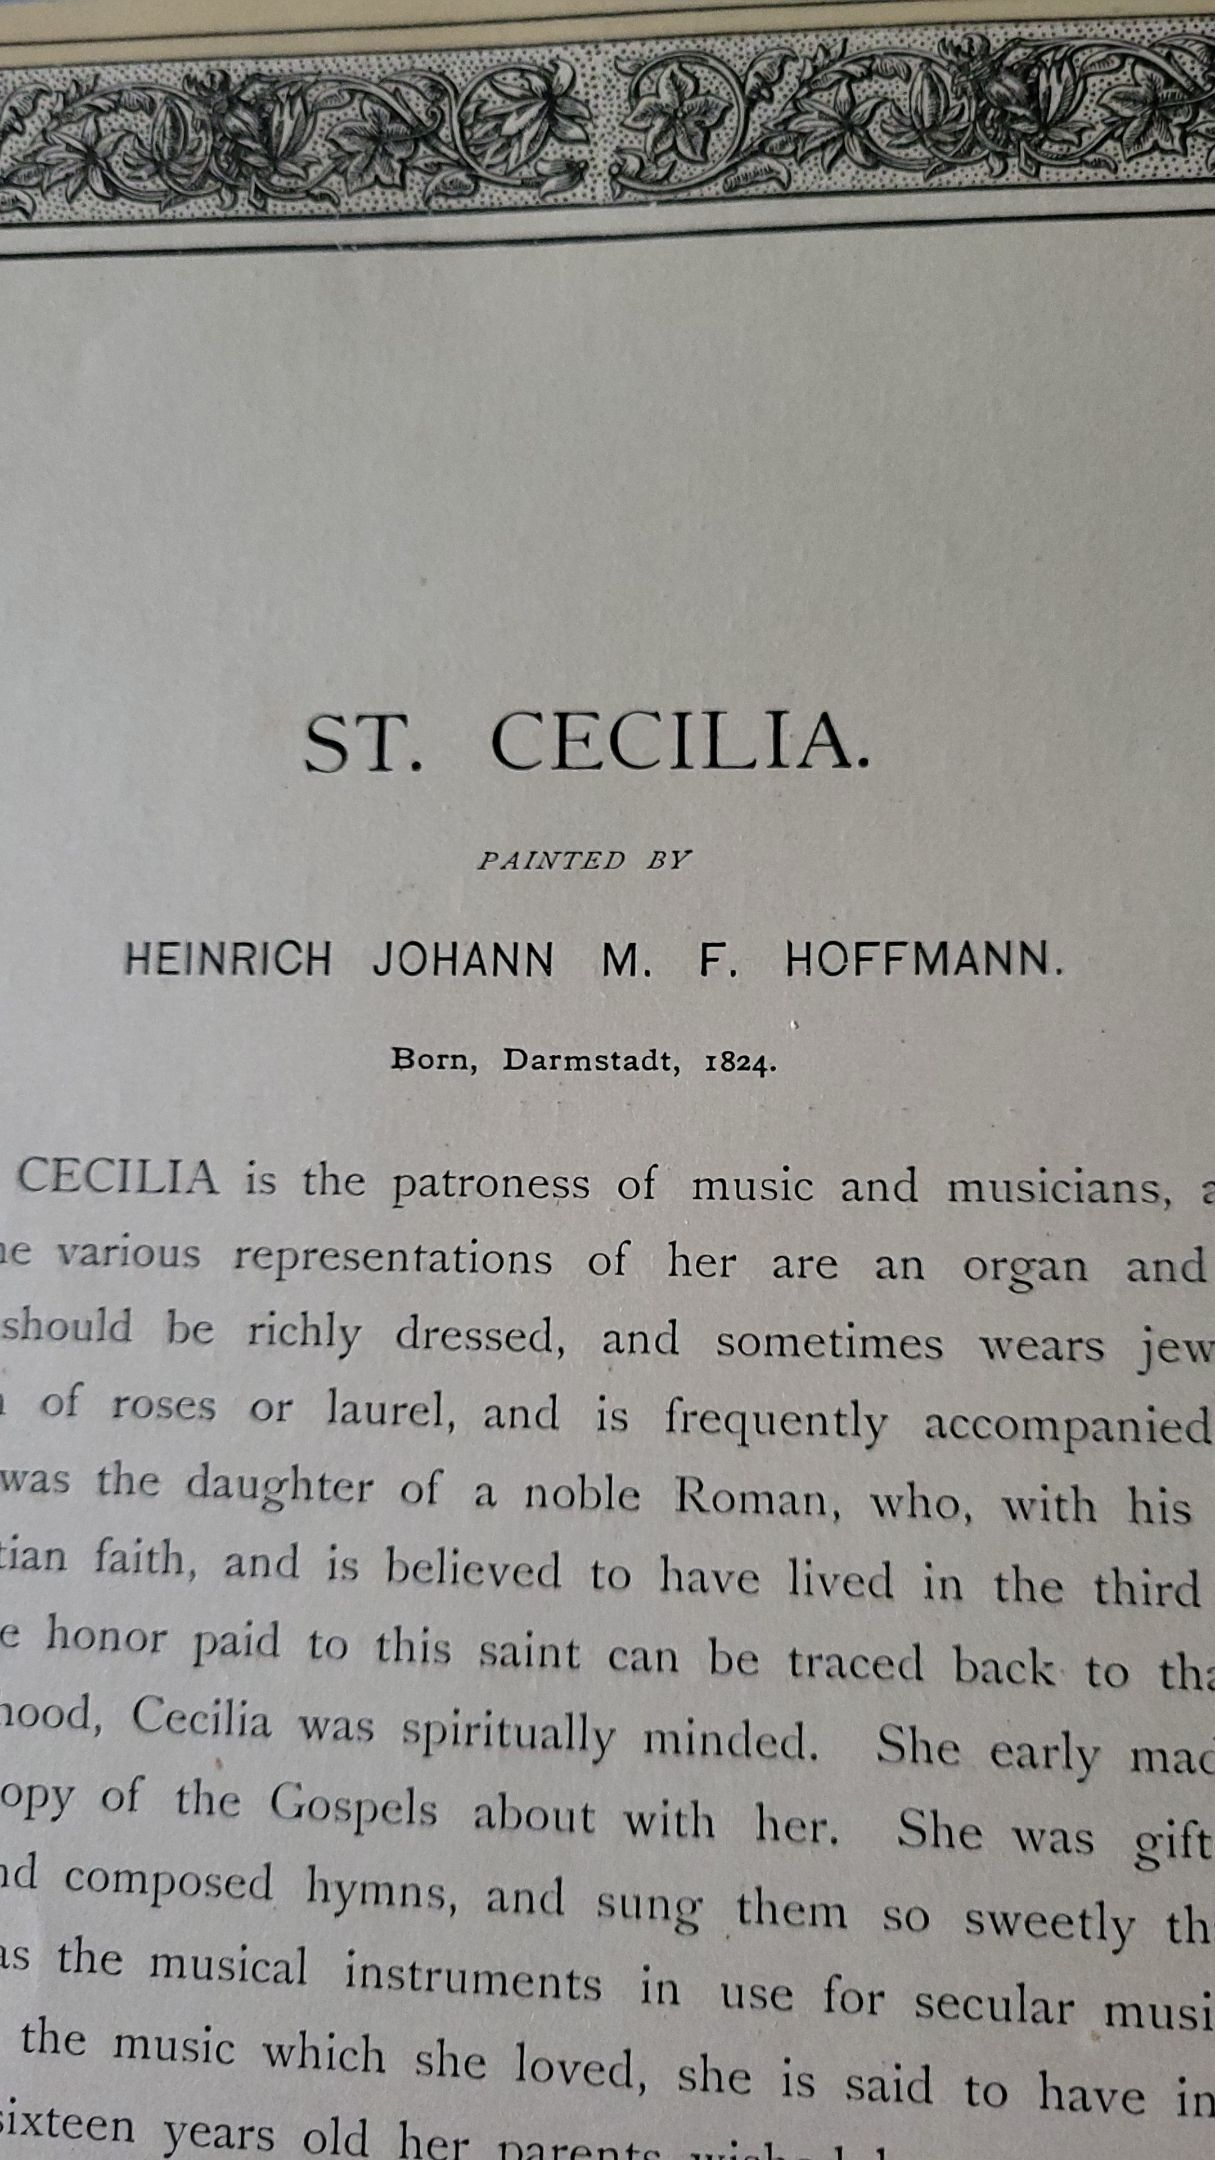 ST. CECILIA.
PAINTED BY
HEINRICH JOHANN M. F. HOFFMANN.
Born, Darmstadt, 1824.
CECILIA is the patroness of music and musicians,
various representations of her are an organ and
should be richly dressed, and sometimes wears
of roses or laurel, and is frequently accompanied
was the daughter of a noble Roman, who, with his
faith, and is believed to have lived in the third
honor paid to this saint can be traced back to
Cecilia was spiritually minded. She early
of the Gospels about with her. She was
composed hymns, and sung them so sweetly
the musical instruments in use for secular
the music which she loved, she is said to have
sixteen years old her parents